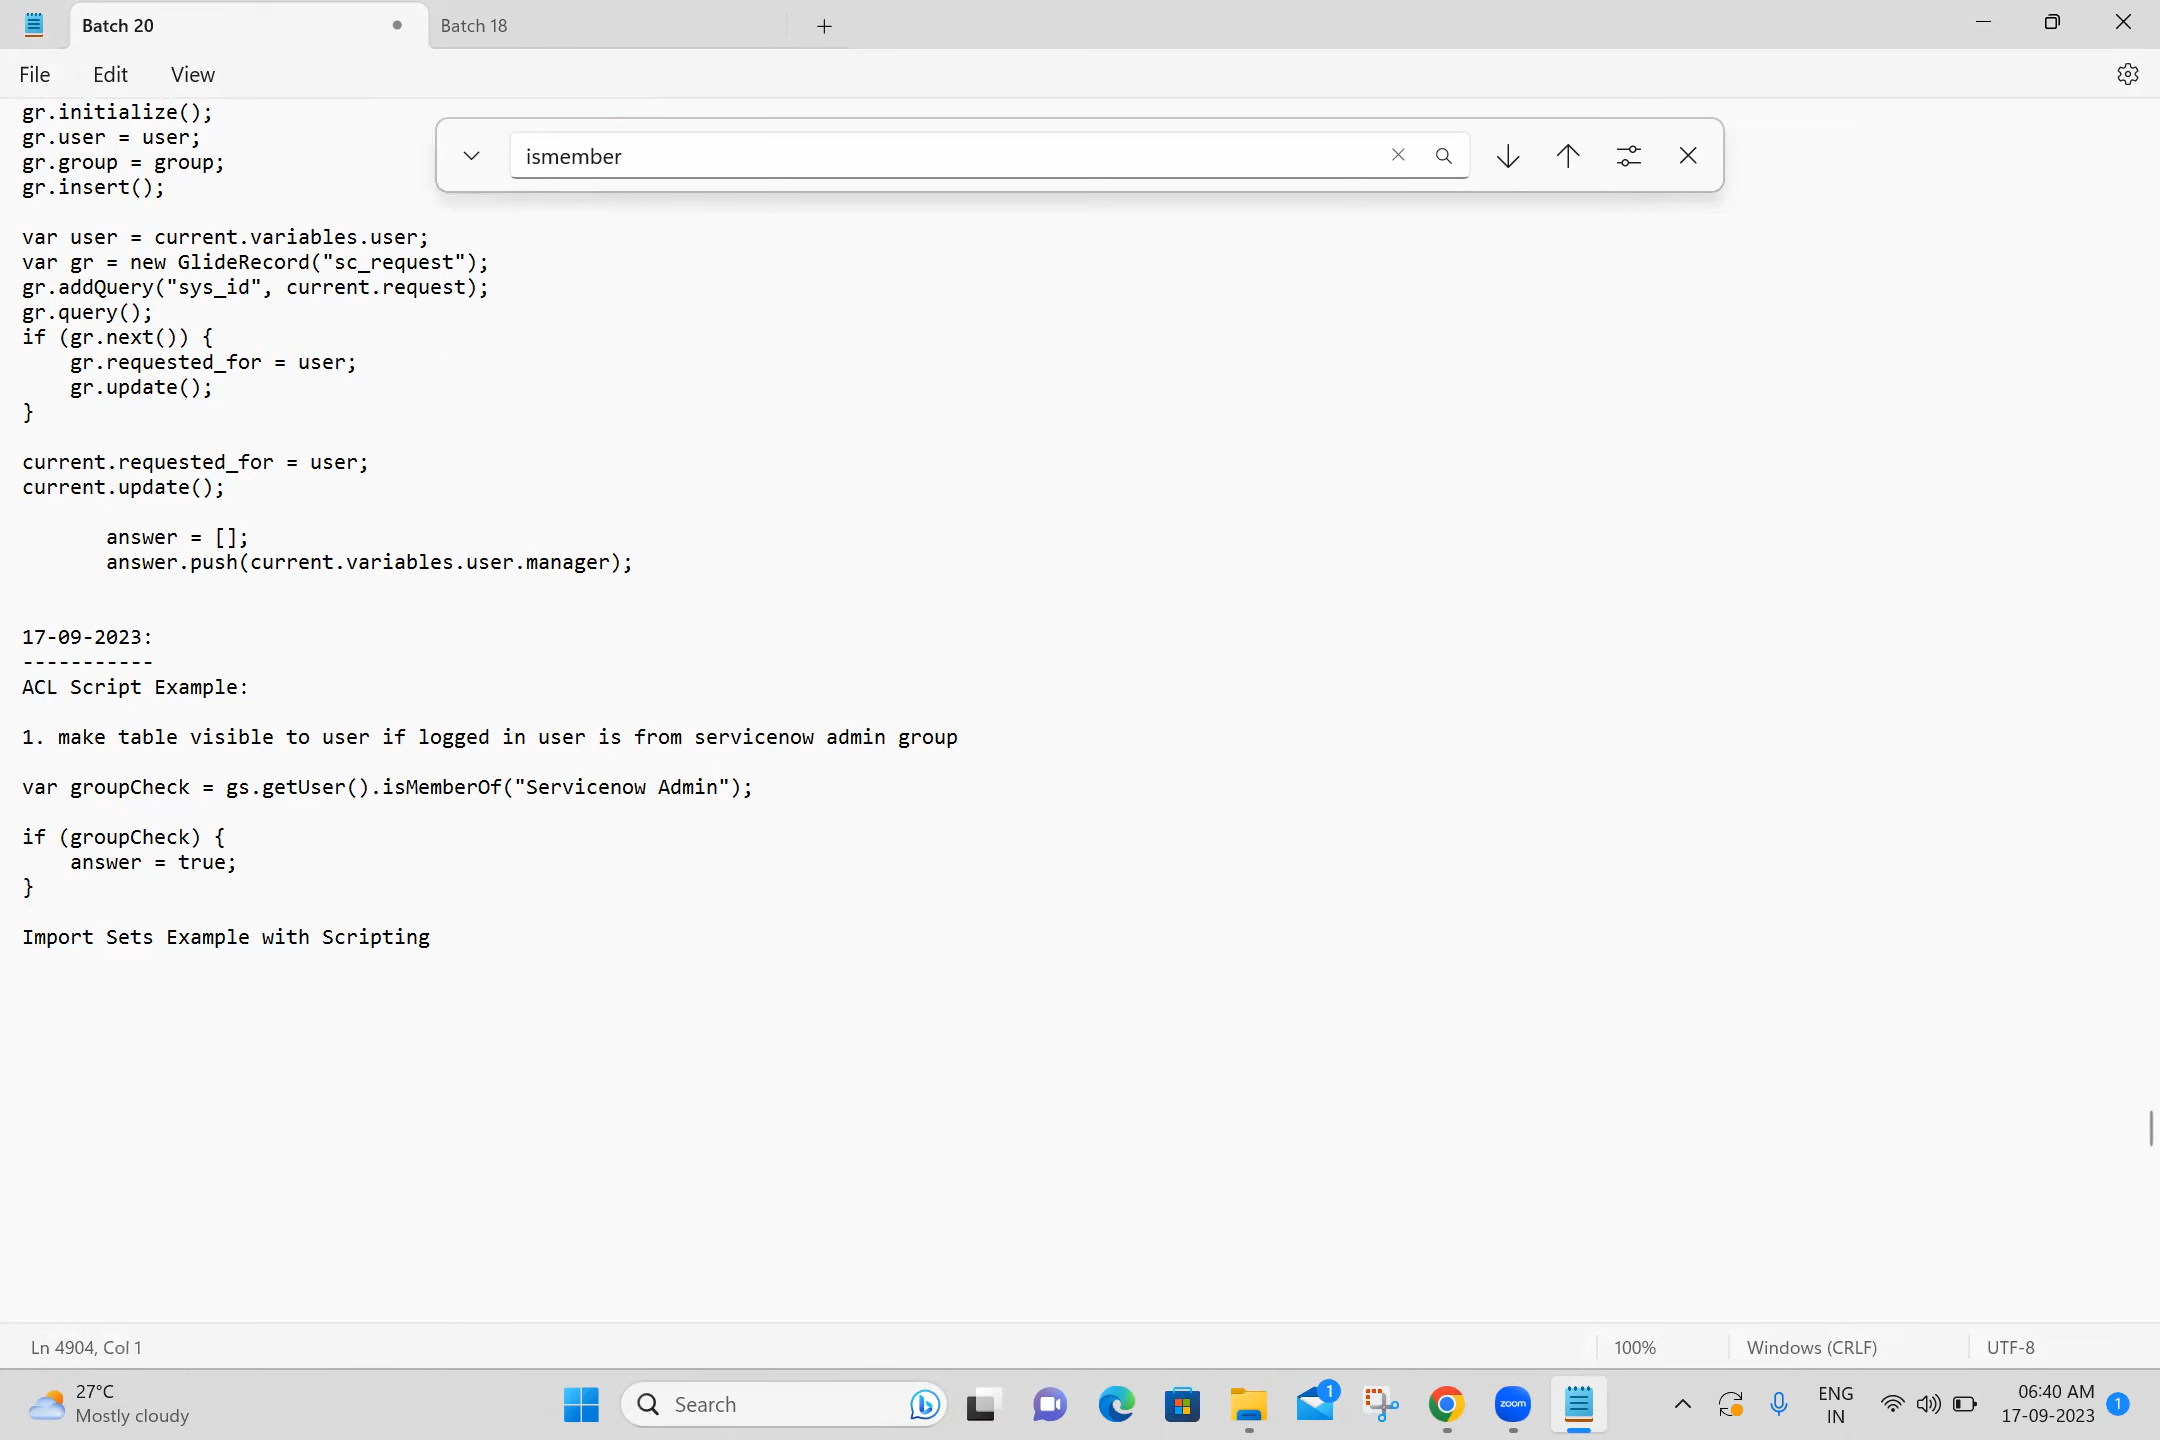 Batch 20
Batch 18
File Edit View
ismember
gr.initialize();
gr.user = user;
gr.group = group;
gr.insert();
var user = current.variables.user;
var gr = new GlideRecord("sc_request");
gr.addQuery("sys_id", current.request);
gr.query();
if (gr.next()) {
    gr.requested_for = user;
    gr.update();
}
current.requested_for = user;
current.update();
answer = [];
answer.push(current.variables.user.manager);
17-09-2023:
-----------
ACL Script Example:
1. make table visible to user if logged in user is from servicenow admin group
var groupCheck = gs.getUser().isMemberOf("Servicenow Admin");
if (groupCheck) {
    answer = true;
}
Import Sets Example with Scripting
Ln 4904, Col 1
100%
Windows (CRLF)
UTF-8
27°C
Mostly cloudy
Search
1
zoom
ENG
IN
06:40 AM
17-09-2023
1